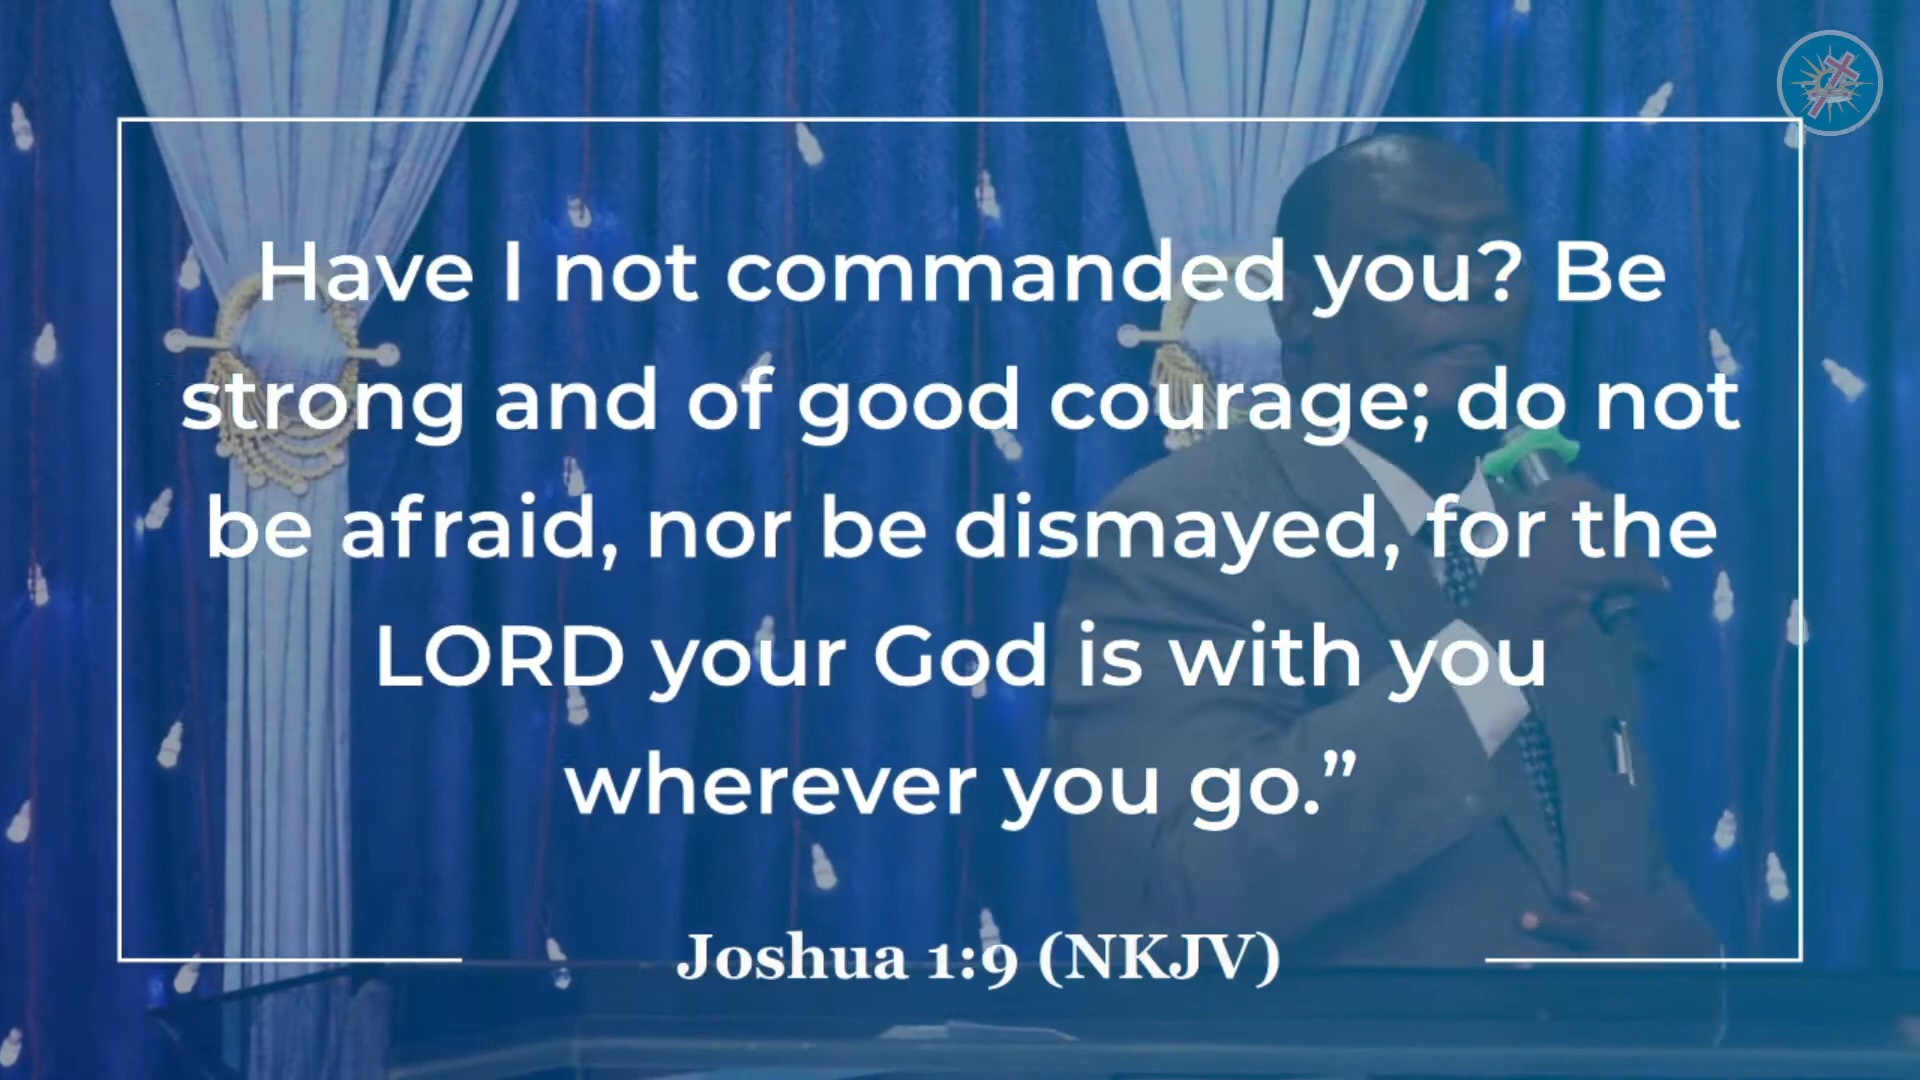 Have I not commanded you? Be
strong and of good courage; do not
be afraid, nor be dismayed, for the
LORD your God is with you
wherever you go.”
Joshua 1:9 (NKJV)